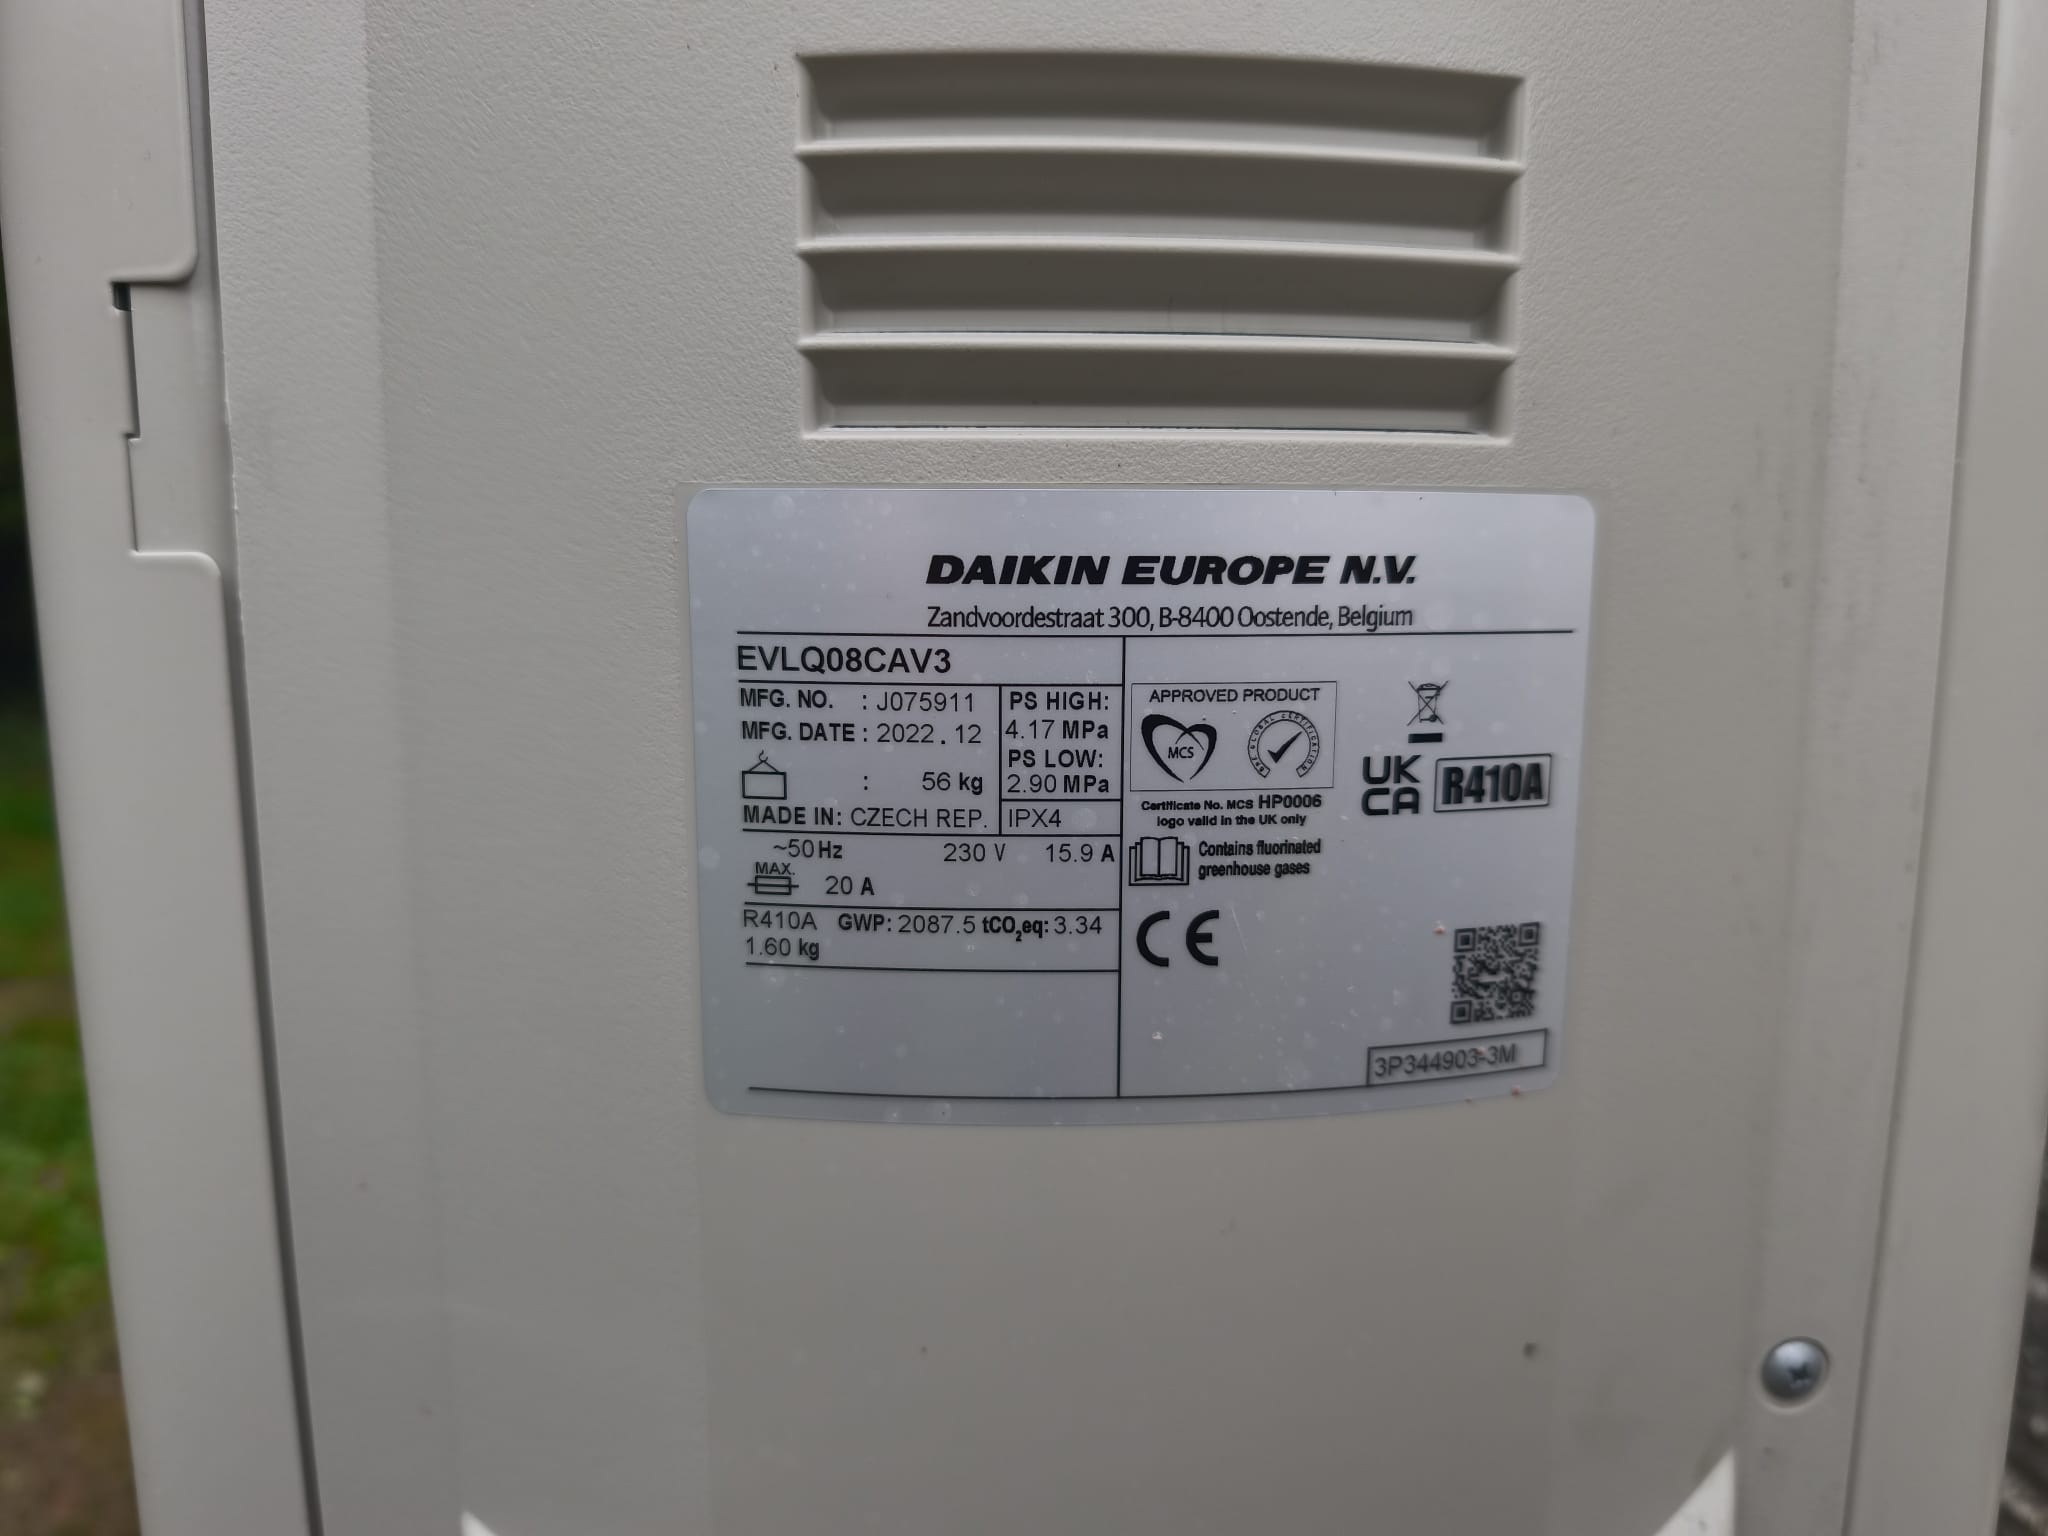 DAIKIN EUROPE N.V.
Zandvoordestraat 300, B-8400 Oostende, Belgium
EVLQ08CAV3
MFG. NO. : J075911
MFG. DATE : 2022.12
: 56 kg
MADE IN: CZECH REP.
PS HIGH:
4.17 MPa
PS LOW:
2.90 MPa
IPX4
~50 Hz 230 V 15.9 A
MAX.
20 A
R410A GWP: 2087.5 tCO₂eq: 3.34
1.60 kg
APPROVED PRODUCT
MCS
GLOBAL CERTIFICATION
Certificate No. MCS HP0006
logo valid in the UK only
Contains fluorinated
greenhouse gases
CE
UK
CA
R410A
3P344903-3M